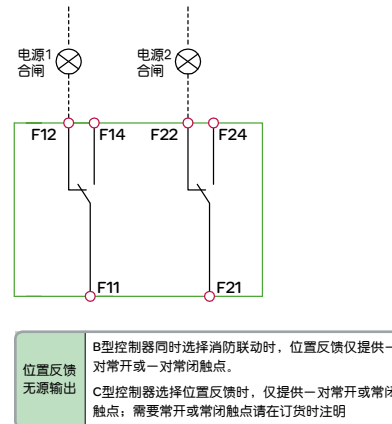 电源1
合闸
电源2
合闸
F12
F14
F22
F24
F11
F21
位置反馈
无源输出
B型控制器同时选择消防联动时，位置反馈仅提供一
对常开或一对常闭触点。
C型控制器选择位置反馈时，仅提供一对常开或常闭
触点；需要常开或常闭触点请在订货时注明